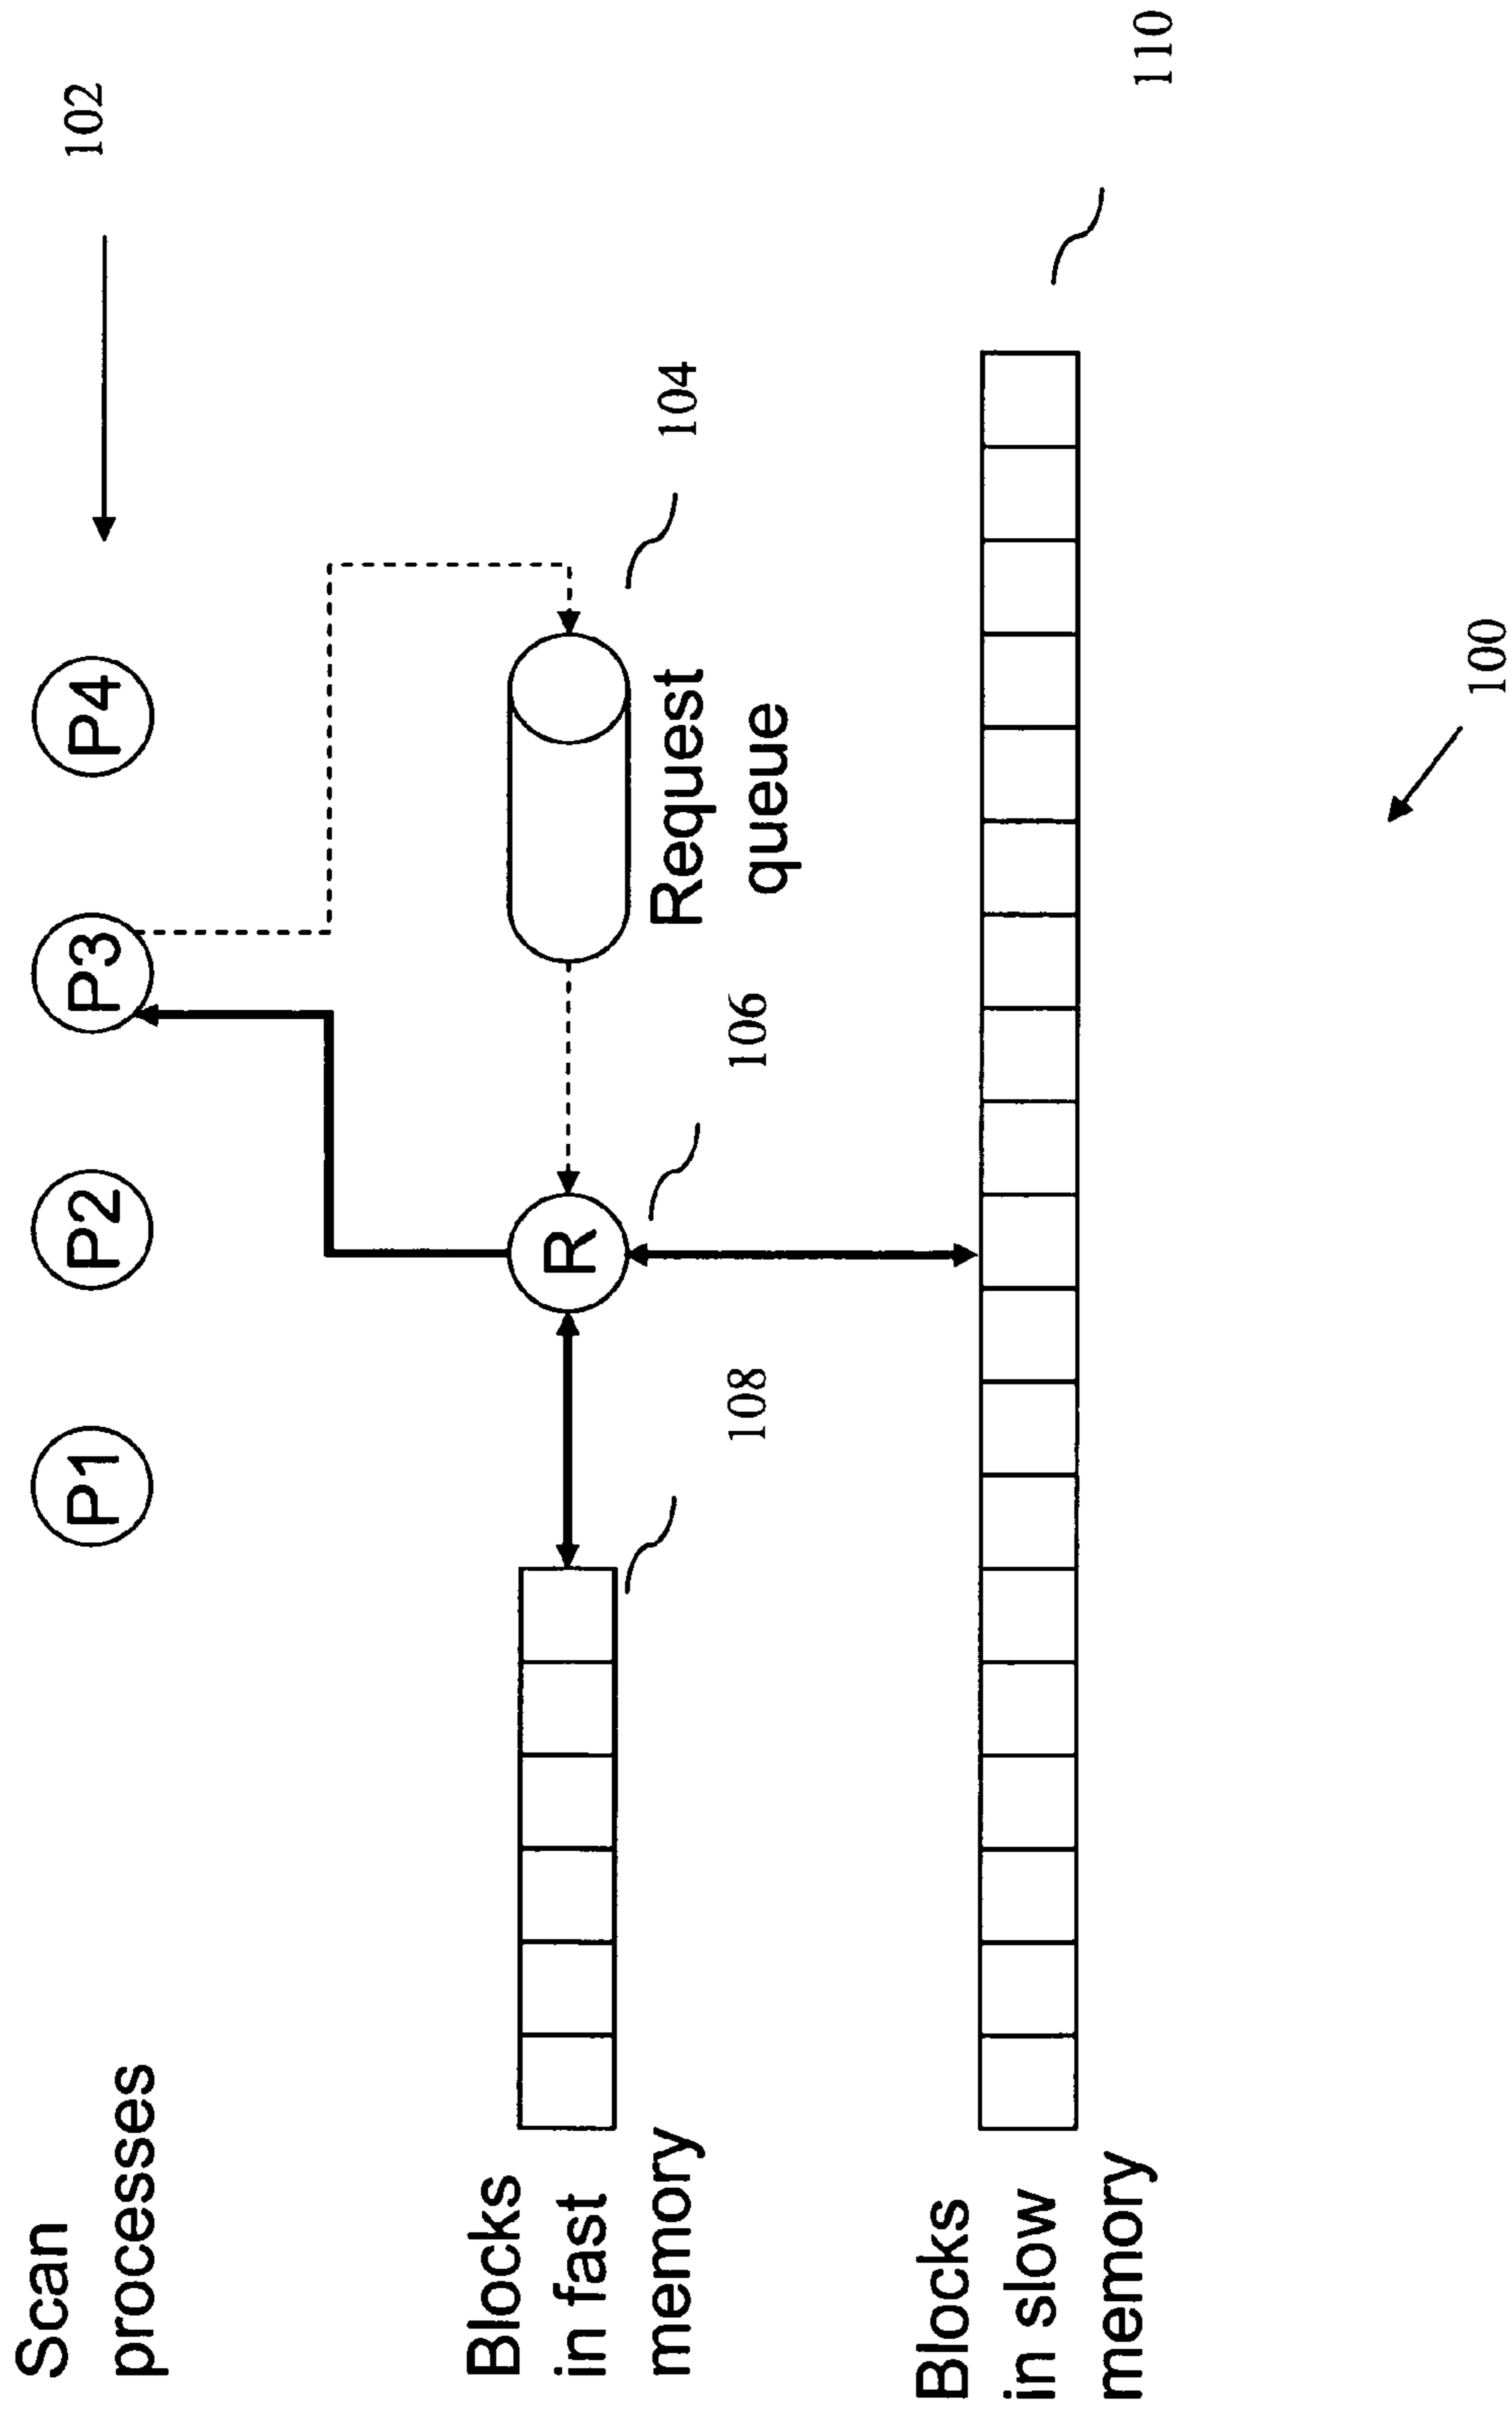 Scan
processes
P1
P2
P3
P4
102
Blocks
in fast
memory
108
R
106
Request
queue
104
Blocks
in slow
memory
110
100